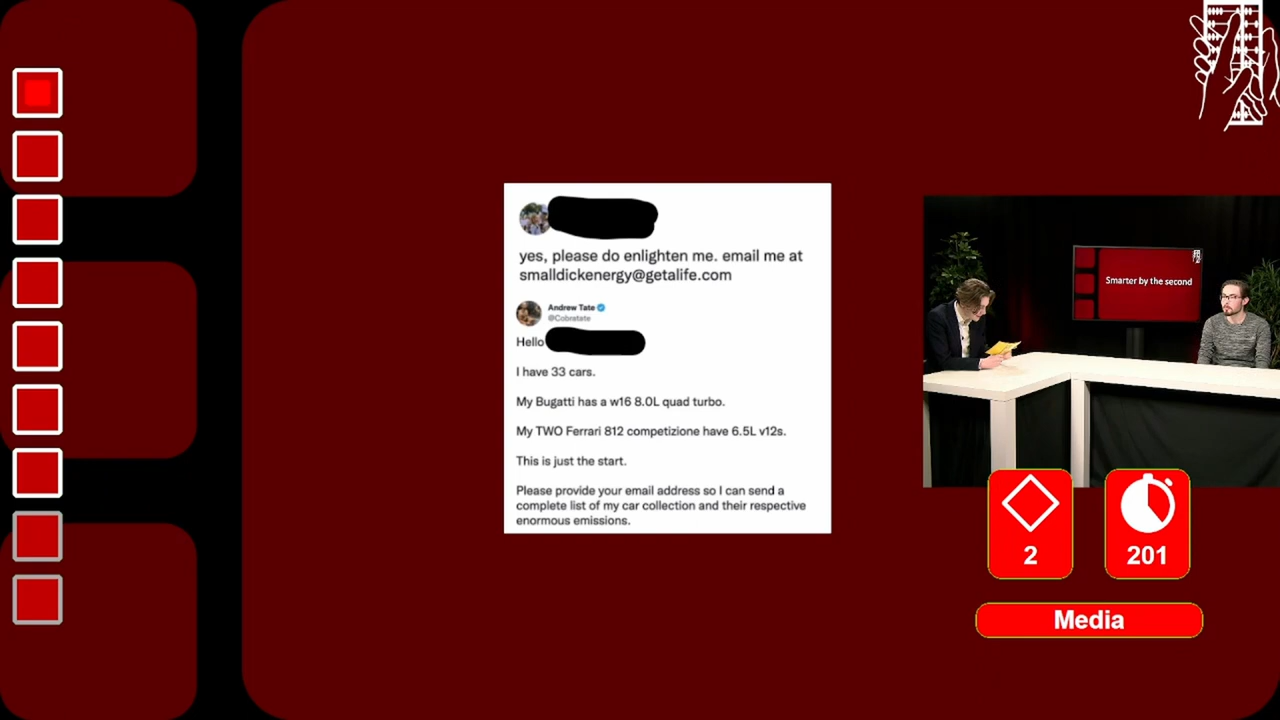 yes, please do enlighten me. email me at
smalldickenergy@getalife.com
Andrew Tate
@Cobratate
Hello
I have 33 cars.
My Bugatti has a w16 8.0L quad turbo.
My TWO Ferrari 812 competizione have 6.5L v12s.
This is just the start.
Please provide your email address so I can send a
complete list of my car collection and their respective
enormous emissions.
Smarter by the second
2
201
Media